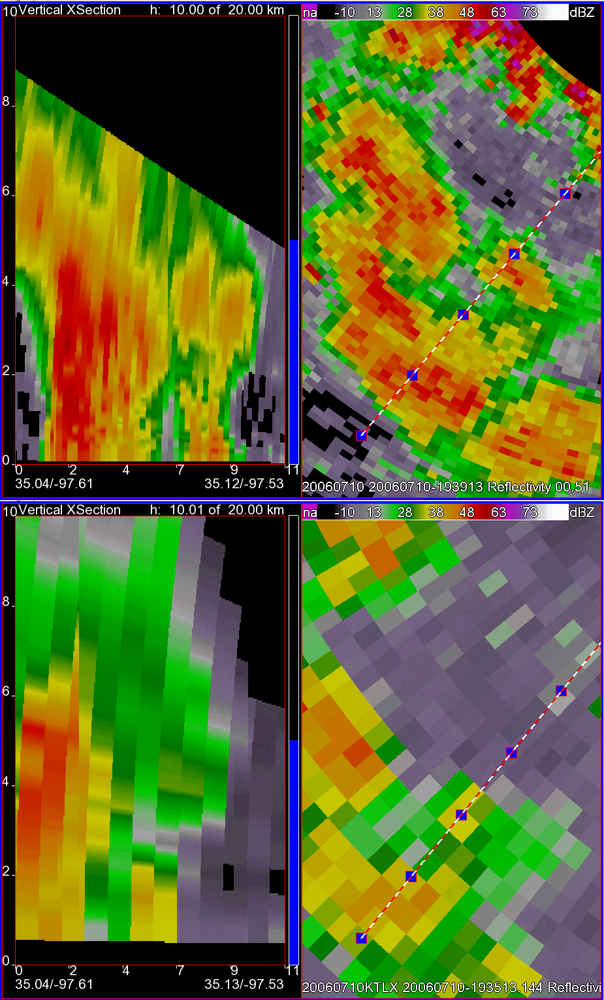 10 Vertical XSection h: 10.00 of 20.00 km
8
6
4
2
0
0 2 4 7 9 11
35.04/-97.61 35.12/-97.53
na -10 13 28 38 48 63 73 dBZ
20060710 20060710-193913 Reflectivity 00.51
10 Vertical XSection h: 10.01 of 20.00 km
8
6
4
2
0
0 2 4 7 9 11
35.04/-97.61 35.13/-97.53
na -10 13 28 38 48 63 73 dBZ
20060710KTLX 20060710-193513.144 Reflectivi